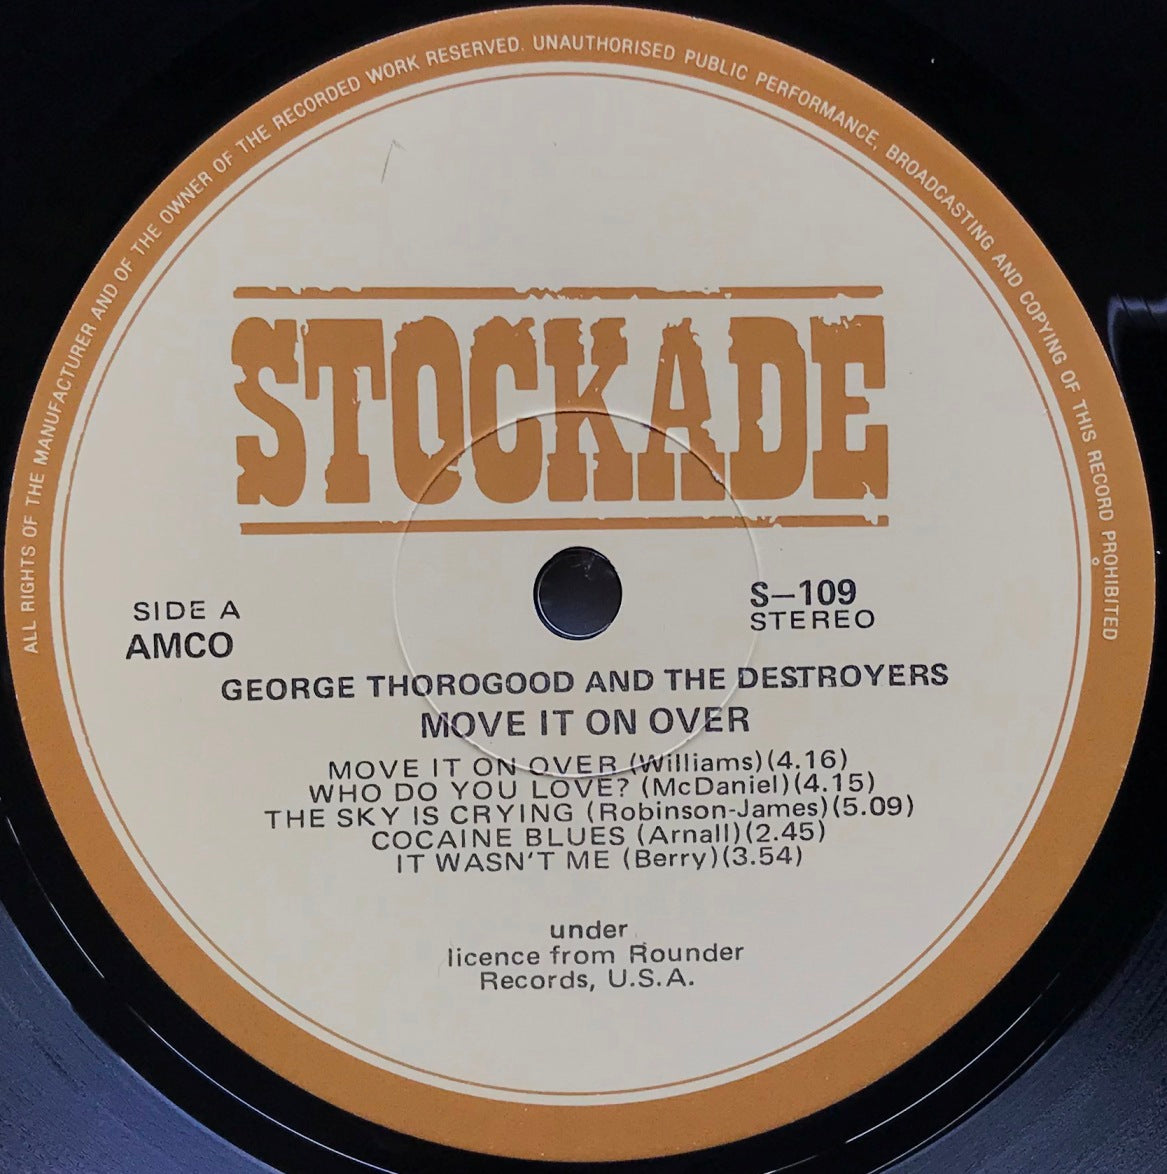 ALL RIGHTS OF THE MANUFACTURER AND OF THE OWNER OF THE RECORDED WORK RESERVED. UNAUTHORISED PUBLIC PERFORMANCE, BROADCASTING AND COPYING OF THIS RECORD PROHIBITED
STOCKADE
SIDE A
AMCO
S—109
STEREO
GEORGE THOROGOOD AND THE DESTROYERS
MOVE IT ON OVER
MOVE IT ON OVER (Williams)(4.16)
WHO DO YOU LOVE? (McDaniel)(4.15)
THE SKY IS CRYING (Robinson-James)(5.09)
COCAINE BLUES (Arnall)(2.45)
IT WASN'T ME (Berry)(3.54)
under
licence from Rounder
Records, U.S.A.